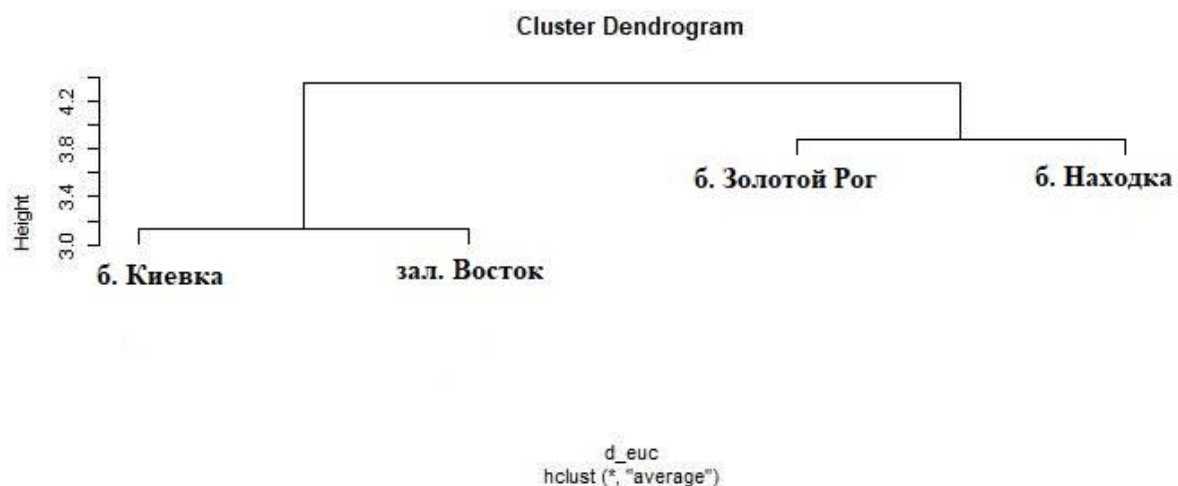 Cluster Dendrogram
Height
4.2
3.8
3.4
3.0
б. Золотой Рог
б. Находка
б. Киевка
зал. Восток
d_euc
hclust (*, "average")